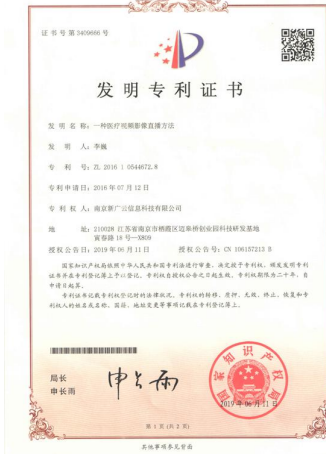 证书号第3409666号
发明专利证书
发 明 名 称：一种医疗视频影像直播方法
发 明 人：李巍
专 利 号：ZL 2016 1 0544672.8
专利申请日：2016年07月12日
专 利 权 人：南京新广云信息科技有限公司
地 址：210028 江苏省南京市栖霞区迈皋桥创业园科技研发基地
寅春路18号-X809
授权公告日：2019年06月11日 授权公告号：CN 106157213 B
国家知识产权局依照中华人民共和国专利法进行审查，决定授予专利权，颁发发明专利
证书并在专利登记簿上予以登记。专利权自授权公告之日起生效。专利权期限为二十年，自
申请日起算。
专利证书记载专利权登记时的法律状况。专利权的转移、质押、无效、终止、恢复和专
利权人的姓名或名称、国籍、地址变更等事项记载在专利登记簿上。
局长
申长雨
申长雨
国家知识产权局
2019年06月11日
第 1 页 (共 2 页)
其他事项参见背面